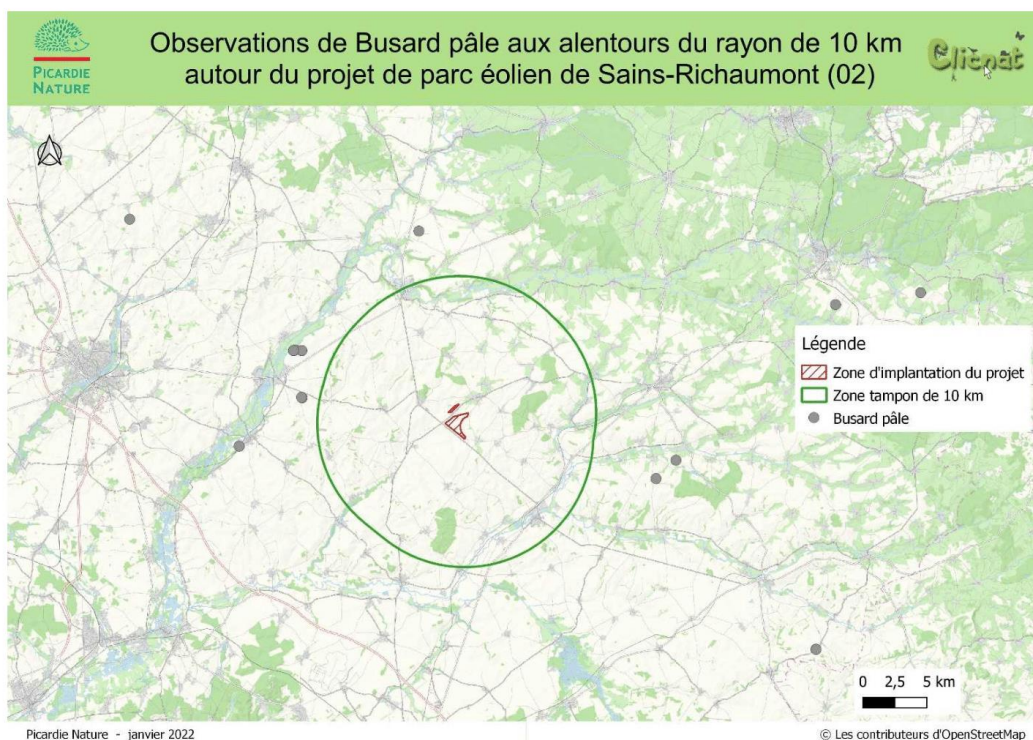 PICARDIE
NATURE
Observations de Busard pâle aux alentours du rayon de 10 km
autour du projet de parc éolien de Sains-Richaumont (02)
Clicnat
Légende
Zone d'implantation du projet
Zone tampon de 10 km
Busard pâle
0 2,5 5 km
Picardie Nature - janvier 2022
© Les contributeurs d'OpenStreetMap